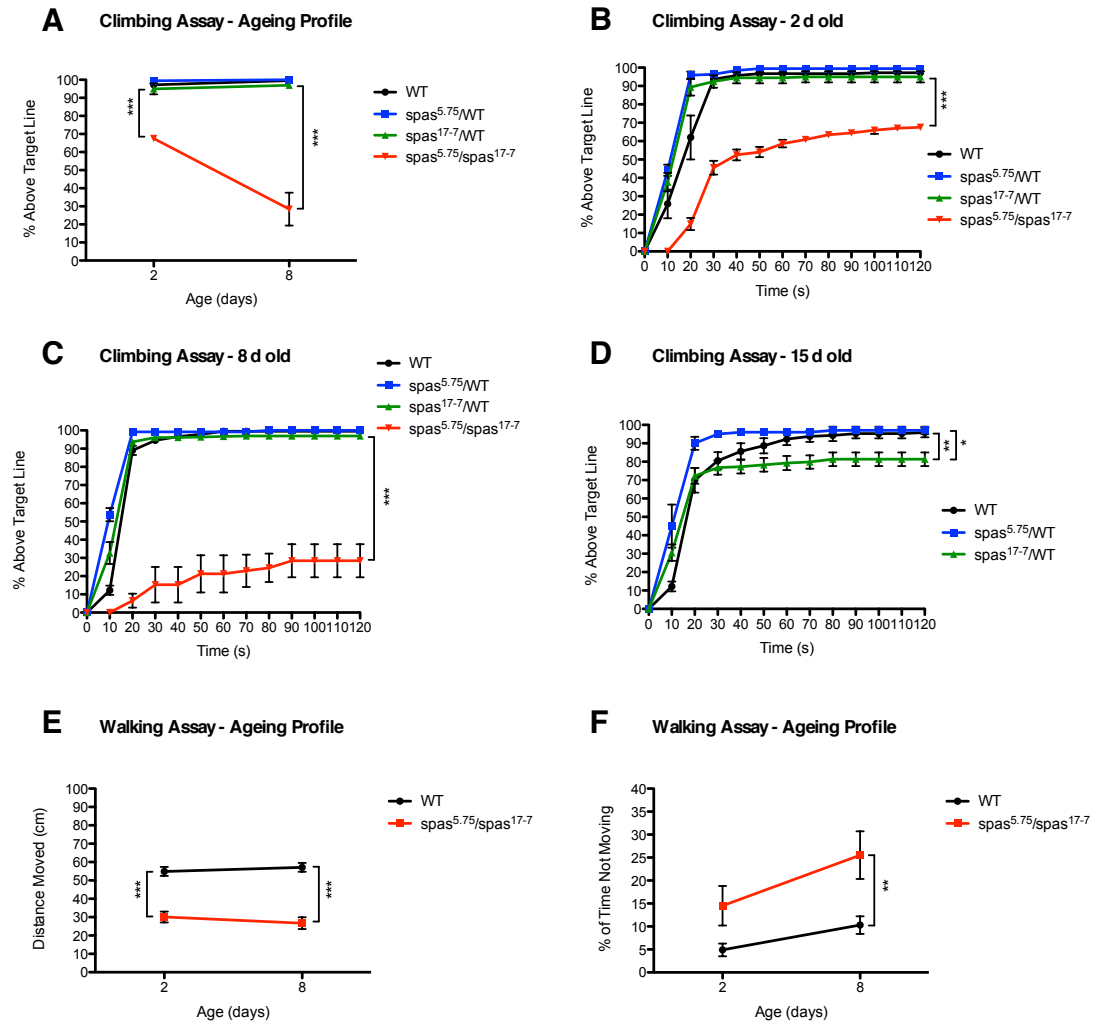 A Climbing Assay - Ageing Profile
% Above Target Line
100
90
80
70
60
50
40
30
20
10
0
***
***
2 8
Age (days)
WT
spas5.75/WT
spas17-7/WT
spas5.75/spas17-7
B Climbing Assay - 2 d old
% Above Target Line
100
90
80
70
60
50
40
30
20
10
0
***
0 10 20 30 40 50 60 70 80 90 100 110 120
Time (s)
WT
spas5.75/WT
spas17-7/WT
spas5.75/spas17-7
C Climbing Assay - 8 d old
% Above Target Line
100
90
80
70
60
50
40
30
20
10
0
***
0 10 20 30 40 50 60 70 80 90 100 110 120
Time (s)
WT
spas5.75/WT
spas17-7/WT
spas5.75/spas17-7
D Climbing Assay - 15 d old
% Above Target Line
100
90
80
70
60
50
40
30
20
10
0
**
*
0 10 20 30 40 50 60 70 80 90 100 110 120
Time (s)
WT
spas5.75/WT
spas17-7/WT
E Walking Assay - Ageing Profile
Distance Moved (cm)
100
90
80
70
60
50
40
30
20
10
0
***
***
2 8
Age (days)
WT
spas5.75/spas17-7
F Walking Assay - Ageing Profile
% of Time Not Moving
40
35
30
25
20
15
10
5
0
**
2 8
Age (days)
WT
spas5.75/spas17-7